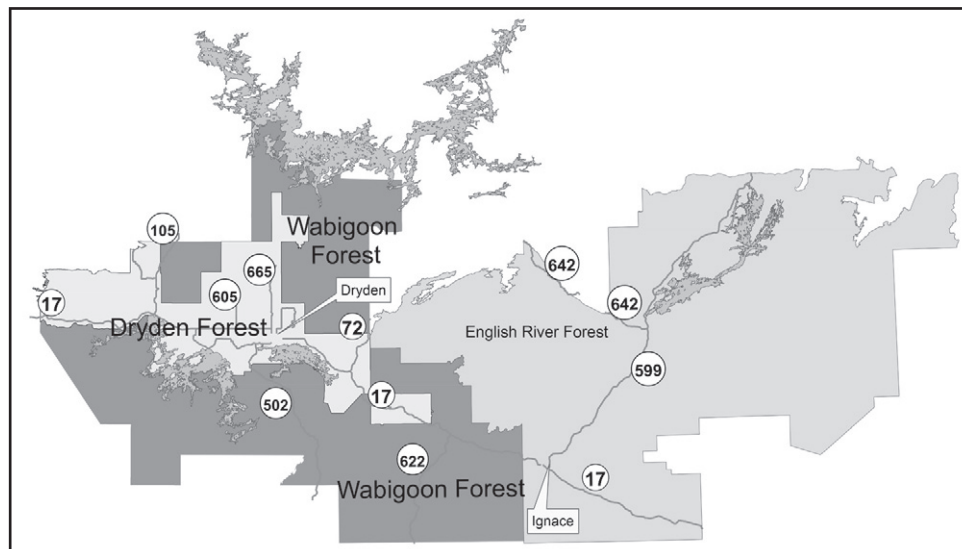 105
Wabigoon
Forest
642
665
Dryden
17
605
642
Dryden Forest
72
English River Forest
599
17
502
622
17
Wabigoon Forest
Ignace